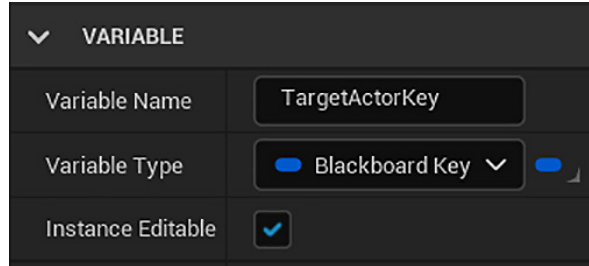 VARIABLE
Variable Name TargetActorKey
Variable Type Blackboard Key
Instance Editable